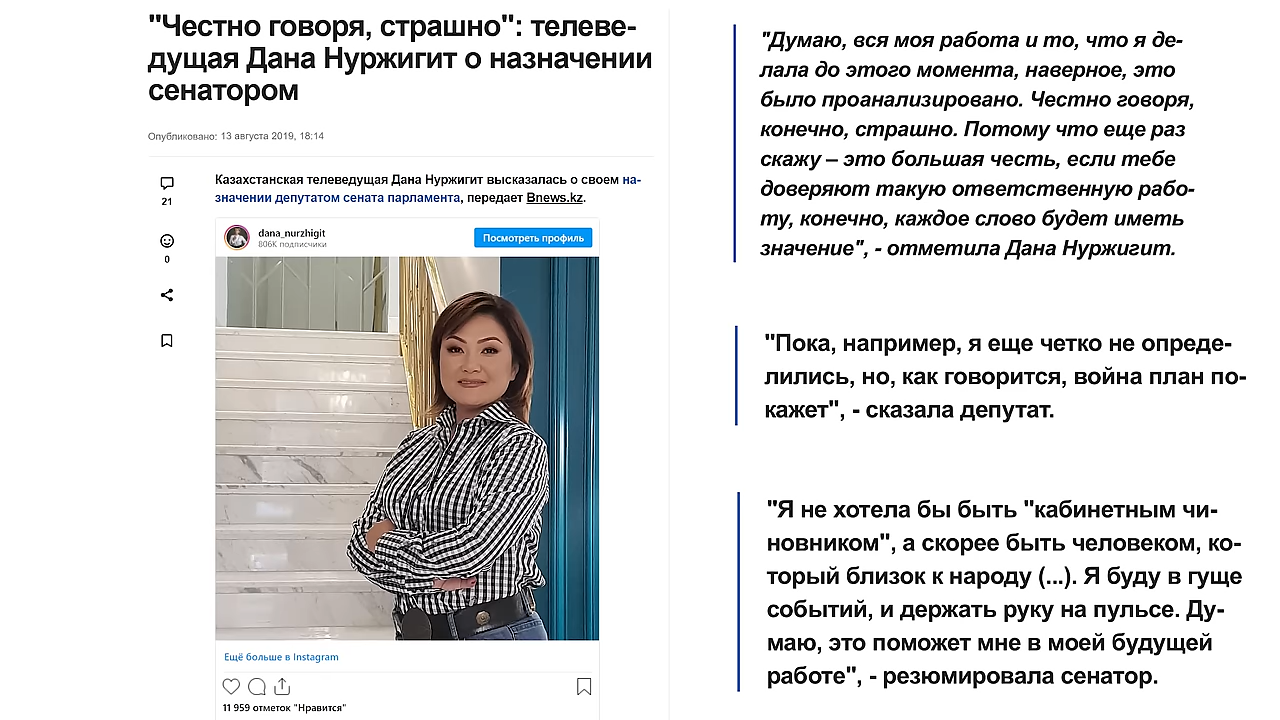 "Честно говоря, страшно": телеве-
дущая Дана Нуржигит о назначении
сенатором
Опубликовано: 13 августа 2019, 18:14
21
0
Казахстанская телеведущая Дана Нуржигит высказалась о своем на-
значении депутатом сената парламента, передает Bnews.kz.
dana_nurzhigit
806К подписчики
Посмотреть профиль
Ещё больше в Instagram
11 959 отметок "Нравится"
"Думаю, вся моя работа и то, что я де-
лала до этого момента, наверное, это
было проанализировано. Честно говоря,
конечно, страшно. Потому что еще раз
скажу – это большая честь, если тебе
доверяют такую ответственную рабо-
ту, конечно, каждое слово будет иметь
значение", - отметила Дана Нуржигит.
"Пока, например, я еще четко не опреде-
лились, но, как говорится, война план по-
кажет", - сказала депутат.
"Я не хотела бы быть "кабинетным чи-
новником", а скорее быть человеком, ко-
торый близок к народу (...). Я буду в гуще
событий, и держать руку на пульсе. Ду-
маю, это поможет мне в моей будущей
работе", - резюмировала сенатор.